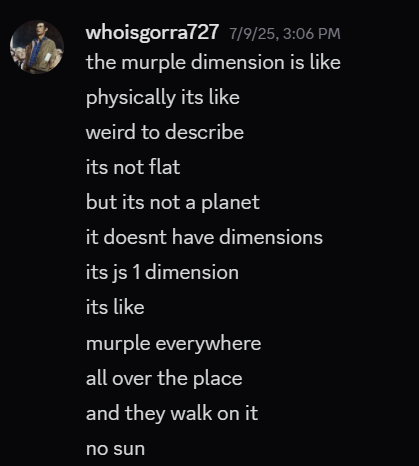 whoisgorra727 7/9/25, 3:06 PM
the murple dimension is like
physically its like
weird to describe
its not flat
but its not a planet
it doesnt have dimensions
its js 1 dimension
its like
murple everywhere
all over the place
and they walk on it
no sun